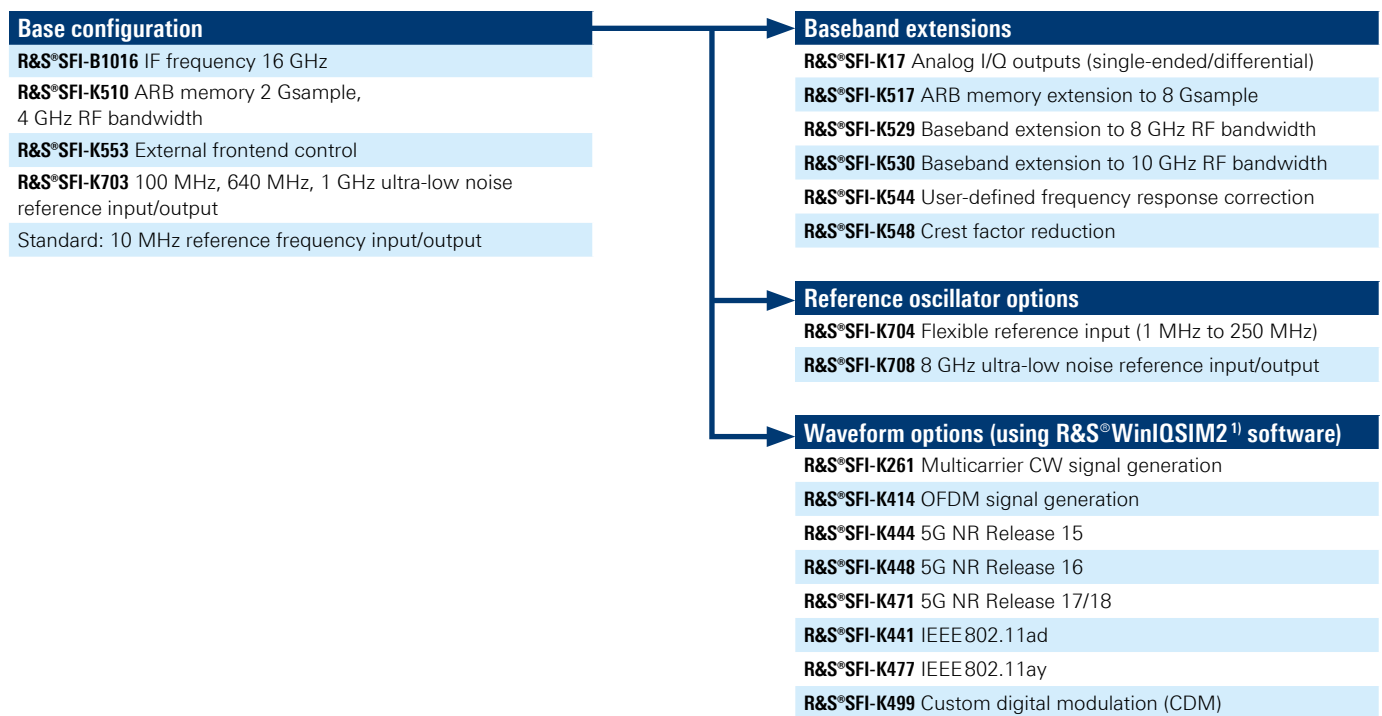 Base configuration
R&S®SFI-B1016 IF frequency 16 GHz
R&S®SFI-K510 ARB memory 2 Gsample,
4 GHz RF bandwidth
R&S®SFI-K553 External frontend control
R&S®SFI-K703 100 MHz, 640 MHz, 1 GHz ultra-low noise
reference input/output
Standard: 10 MHz reference frequency input/output
Baseband extensions
R&S®SFI-K17 Analog I/Q outputs (single-ended/differential)
R&S®SFI-K517 ARB memory extension to 8 Gsample
R&S®SFI-K529 Baseband extension to 8 GHz RF bandwidth
R&S®SFI-K530 Baseband extension to 10 GHz RF bandwidth
R&S®SFI-K544 User-defined frequency response correction
R&S®SFI-K548 Crest factor reduction
Reference oscillator options
R&S®SFI-K704 Flexible reference input (1 MHz to 250 MHz)
R&S®SFI-K708 8 GHz ultra-low noise reference input/output
Waveform options (using R&S®WinIQSIM2 1) software)
R&S®SFI-K261 Multicarrier CW signal generation
R&S®SFI-K414 OFDM signal generation
R&S®SFI-K444 5G NR Release 15
R&S®SFI-K448 5G NR Release 16
R&S®SFI-K471 5G NR Release 17/18
R&S®SFI-K441 IEEE 802.11ad
R&S®SFI-K477 IEEE 802.11ay
R&S®SFI-K499 Custom digital modulation (CDM)